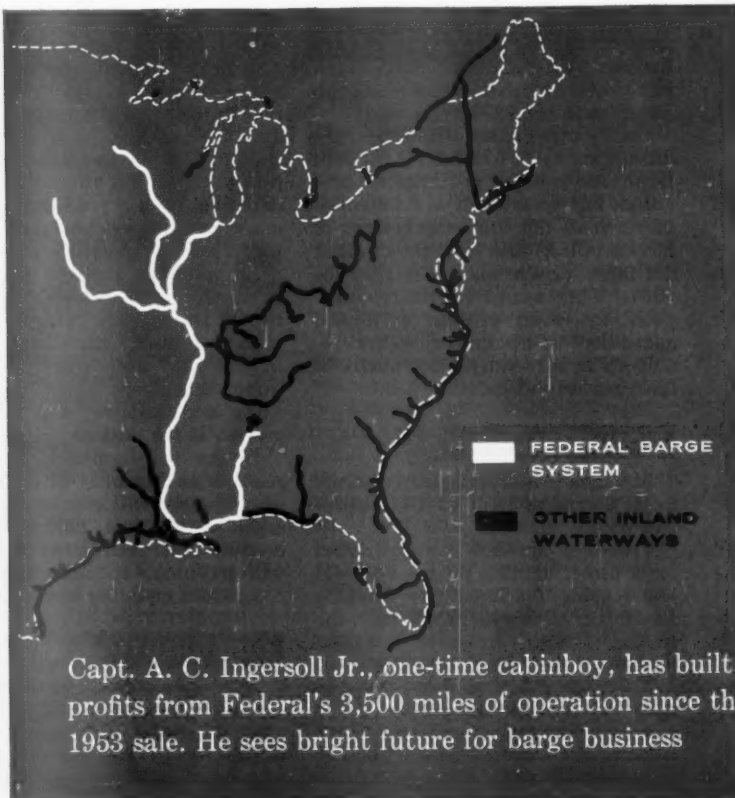 FEDERAL BARGE
SYSTEM
OTHER INLAND
WATERWAYS
Capt. A. C. Ingersoll Jr., one-time cabinboy, has built
profits from Federal's 3,500 miles of operation since th
1953 sale. He sees bright future for barge business